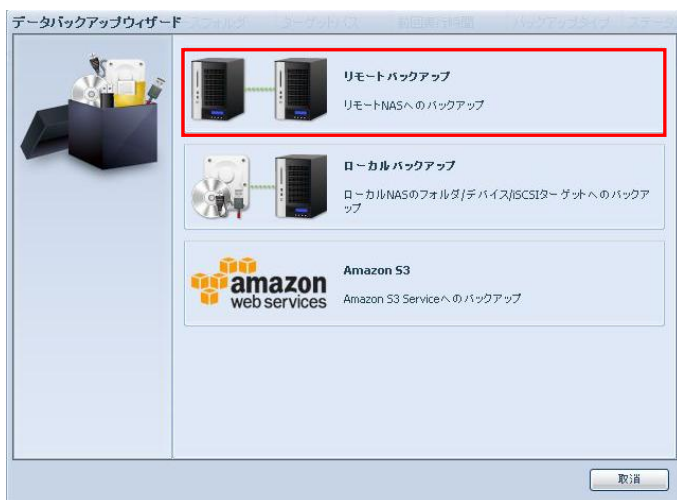 データバックアップウィザード
リモートバックアップ
リモートNASへのバックアップ
ローカルバックアップ
ローカルNASのフォルダ/デバイス/iSCSIターゲットへのバックア
ップ
amazon
web services
Amazon S3
Amazon S3 Serviceへのバックアップ
取消